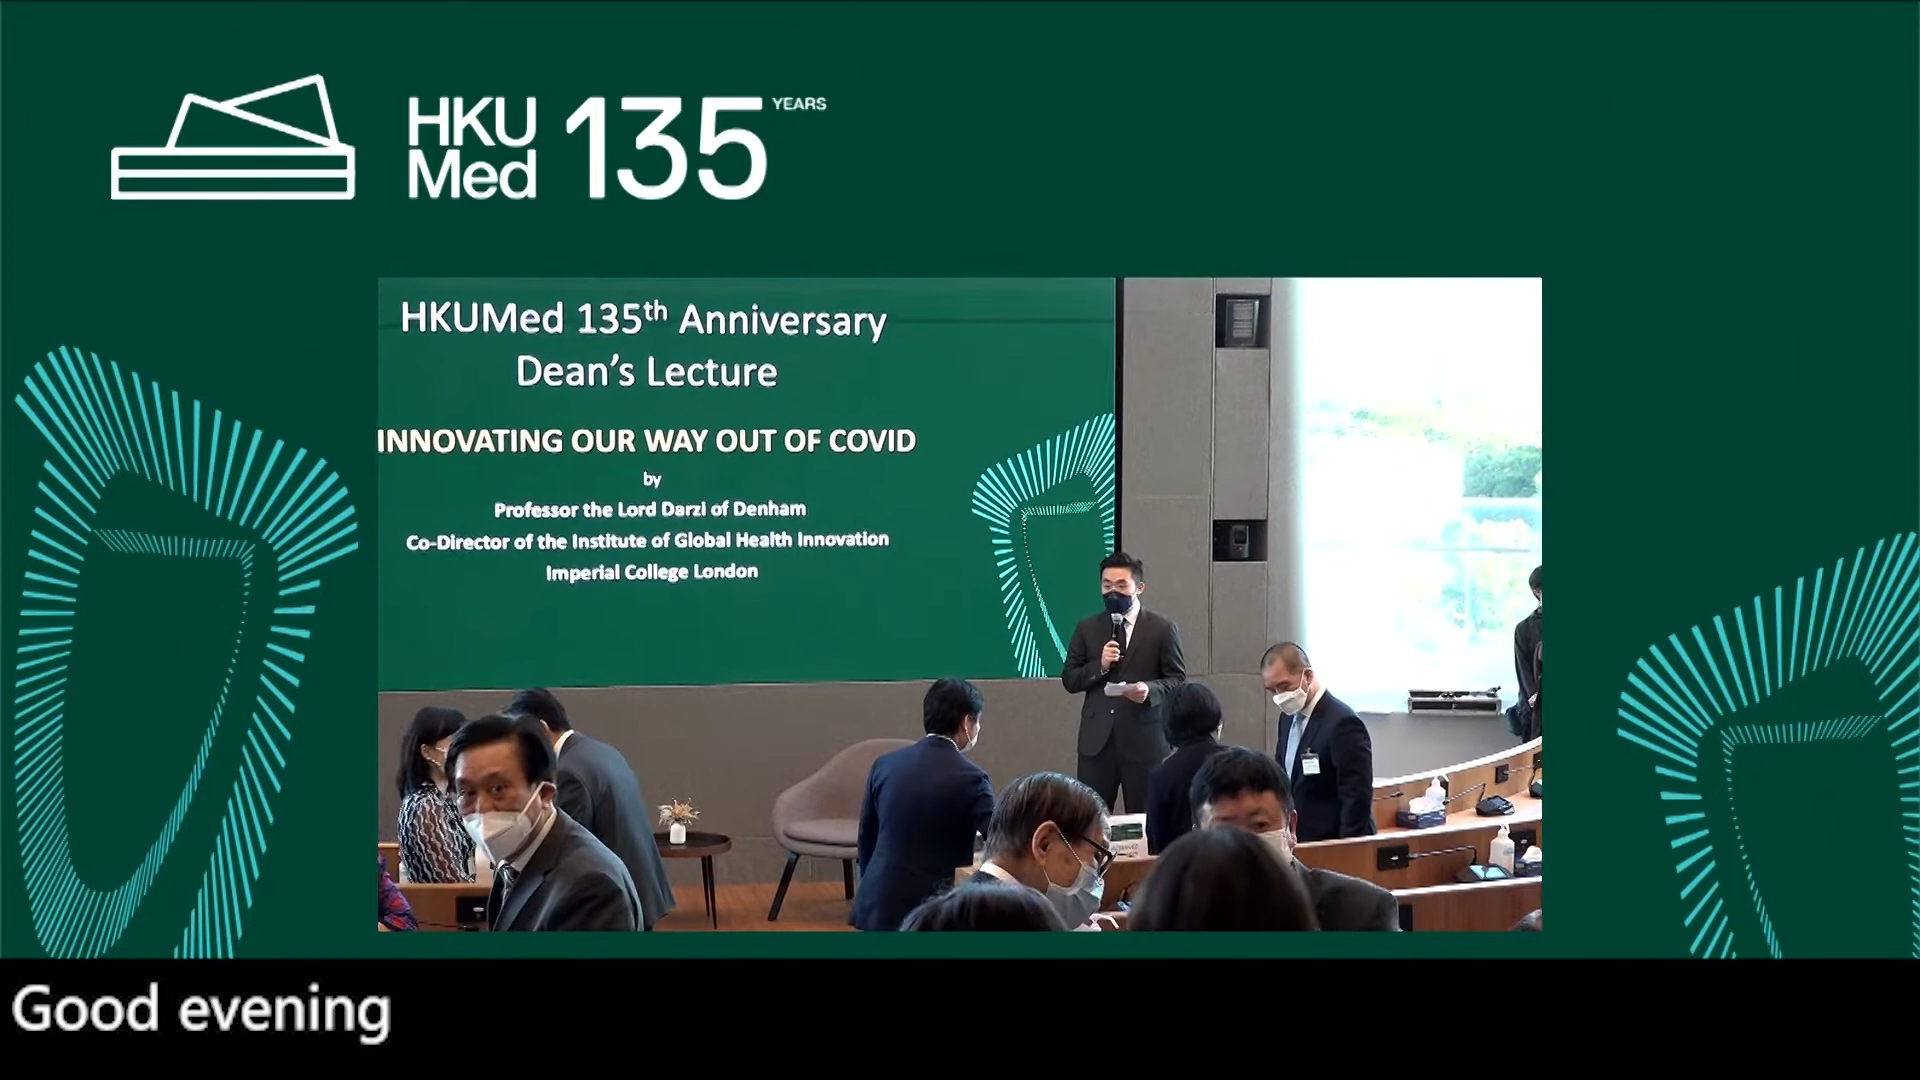 HKU
Med
135
YEARS
HKUMed 135th Anniversary
Dean's Lecture
INNOVATING OUR WAY OUT OF COVID
by
Professor the Lord Darzi of Denham
Co-Director of the Institute of Global Health Innovation
Imperial College London
Good evening